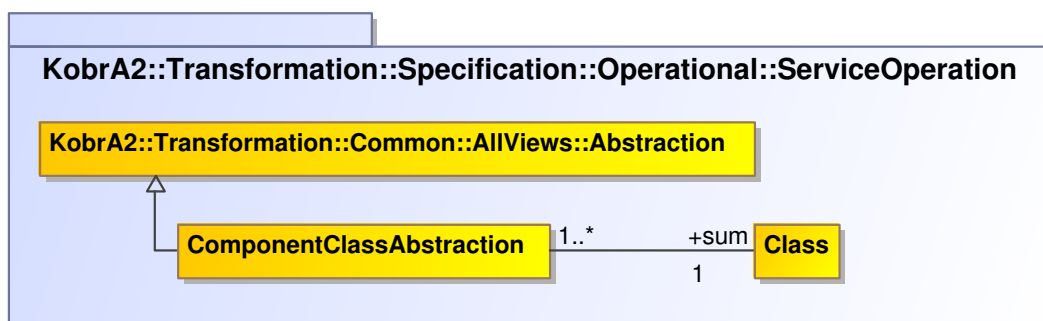 KobrA2::Transformation::Specification::Operational::ServiceOperation
KobrA2::Transformation::Common::AllViews::Abstraction
ComponentClassAbstraction
1..*
+sum
1
Class